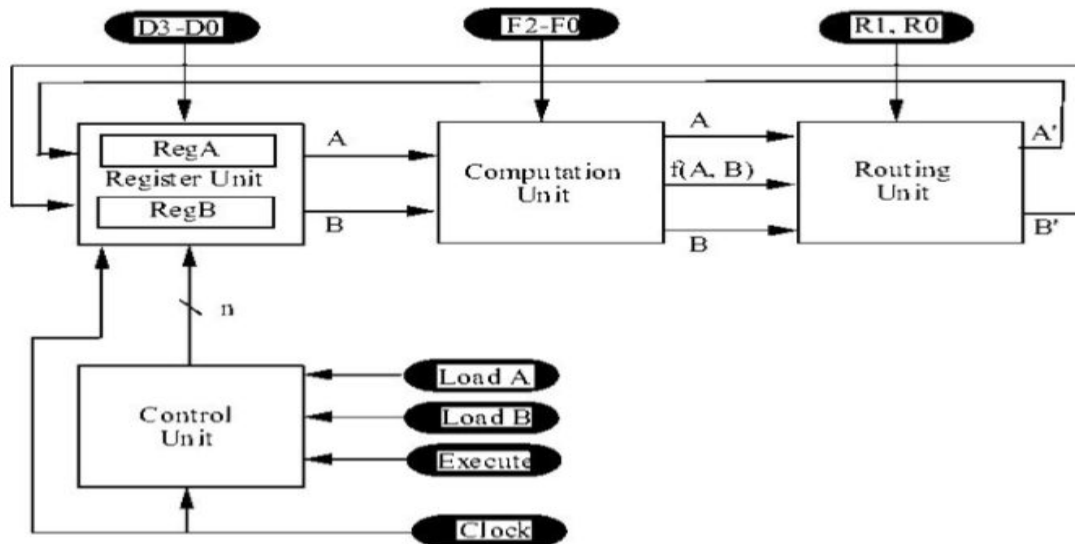 D3-D0
F2-F0
R1, R0
RegA
Register Unit
RegB
A
B
Computation
Unit
A
f(A, B)
B
Routing
Unit
A'
B'
n
Control
Unit
Load A
Load B
Execute
Clock